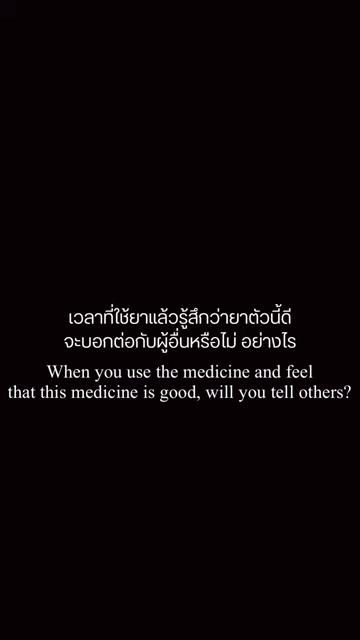 เวลาที่ใช้ยาแล้วรู้สึกว่ายาตัวนี้ดี
จะบอกต่อกับผู้อื่นหรือไม่ อย่างไร
When you use the medicine and feel
that this medicine is good, will you tell others?